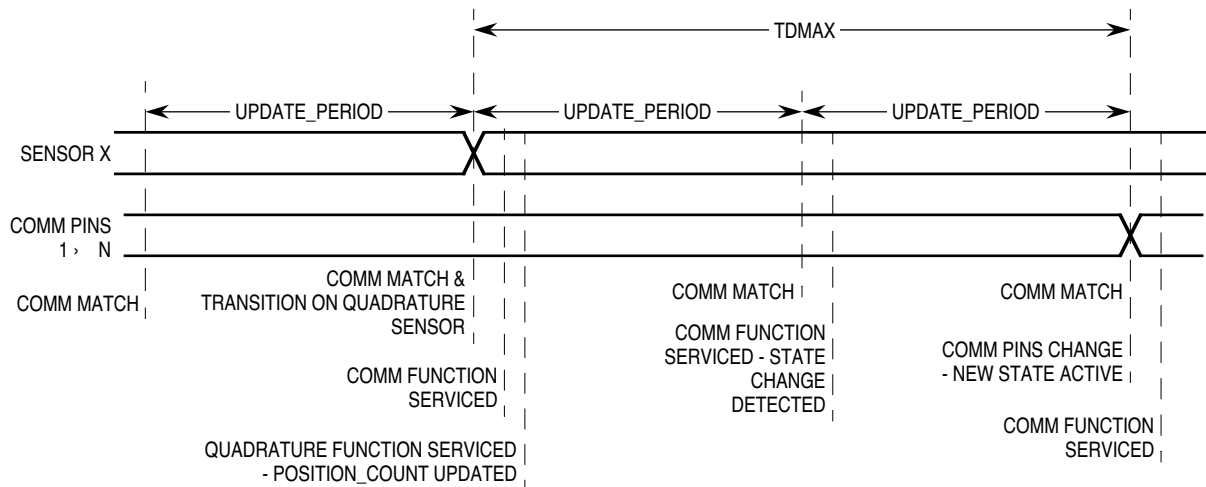 TDMAX
UPDATE_PERIOD UPDATE_PERIOD UPDATE_PERIOD
SENSOR X
COMM PINS
1 › N
COMM MATCH
COMM MATCH &
TRANSITION ON QUADRATURE
SENSOR
COMM FUNCTION
SERVICED
QUADRATURE FUNCTION SERVICED
- POSITION_COUNT UPDATED
COMM MATCH
COMM FUNCTION
SERVICED - STATE
CHANGE
DETECTED
COMM MATCH
COMM PINS CHANGE
- NEW STATE ACTIVE
COMM FUNCTION
SERVICED